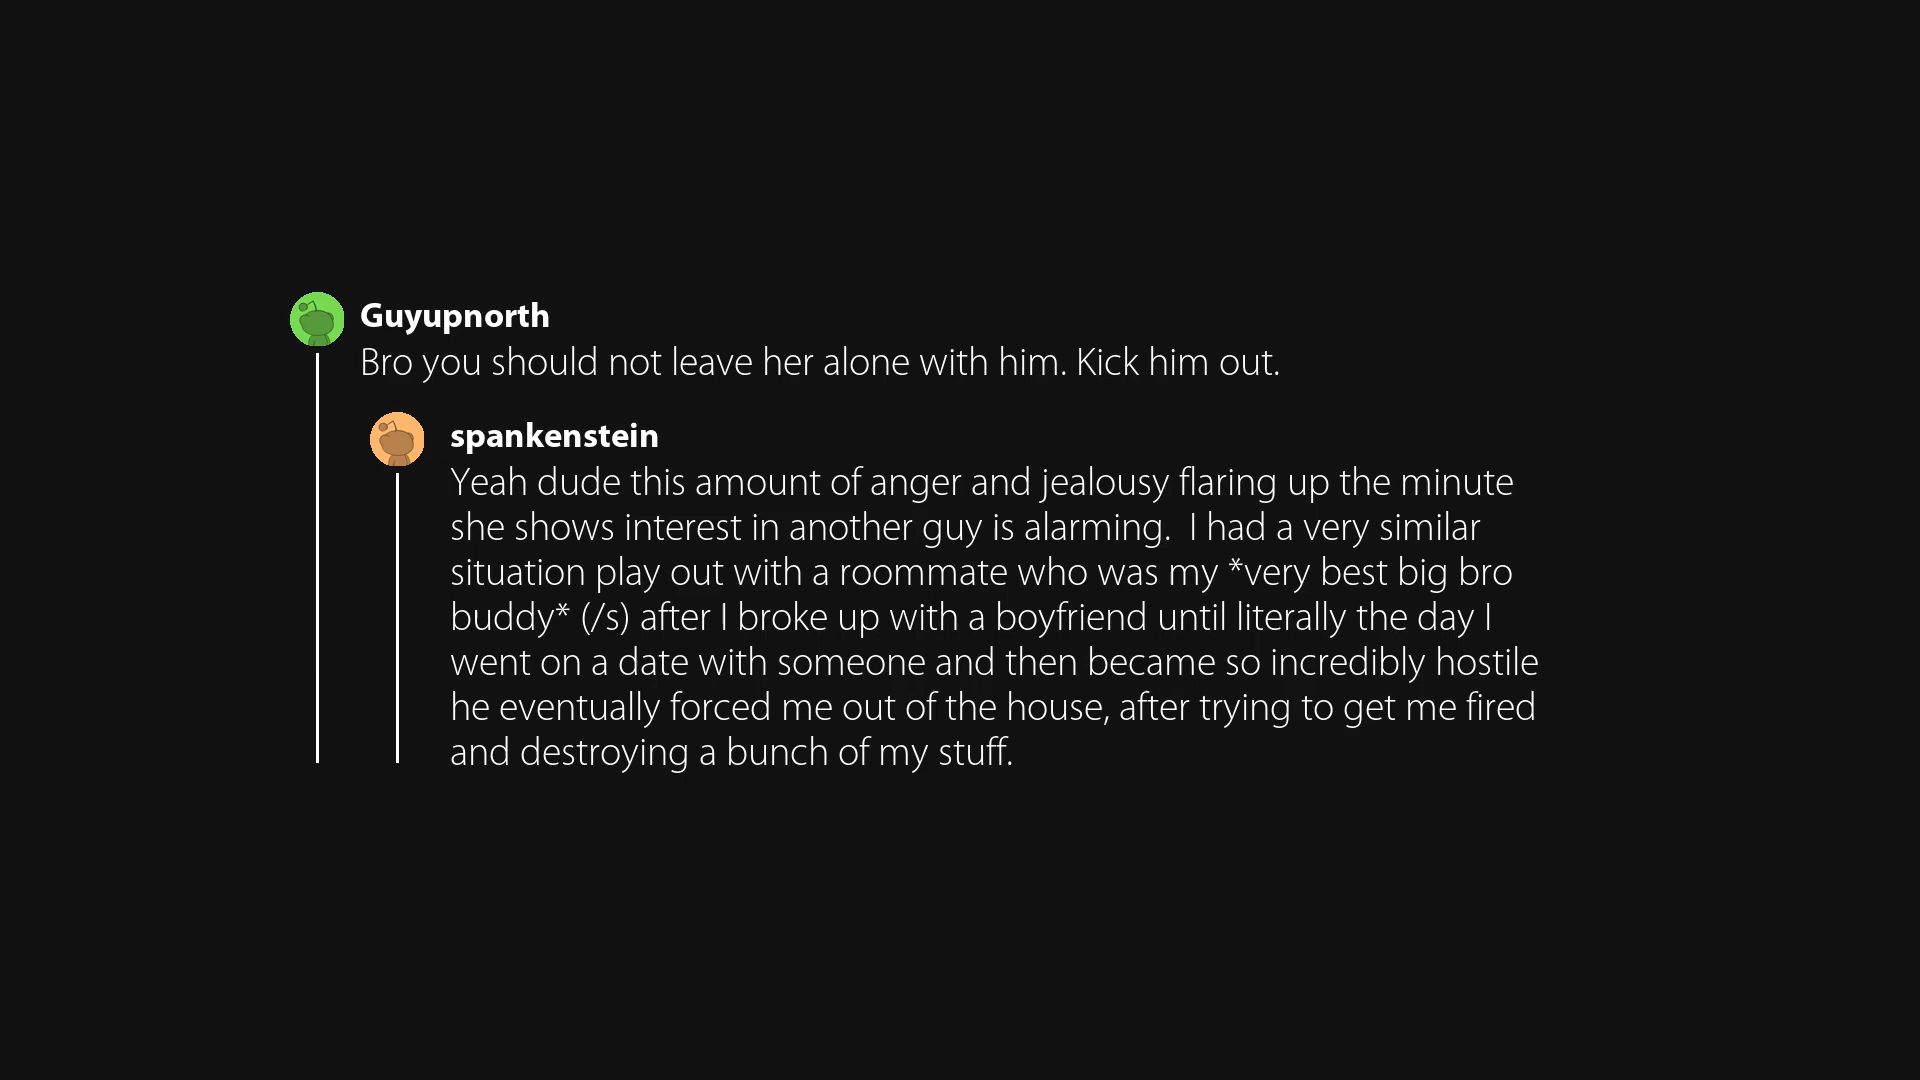 Guyupnorth
Bro you should not leave her alone with him. Kick him out.
spankenstein
Yeah dude this amount of anger and jealousy flaring up the minute
she shows interest in another guy is alarming.  I had a very similar
situation play out with a roommate who was my *very best big bro
buddy* (/s) after I broke up with a boyfriend until literally the day I
went on a date with someone and then became so incredibly hostile
he eventually forced me out of the house, after trying to get me fired
and destroying a bunch of my stuff.